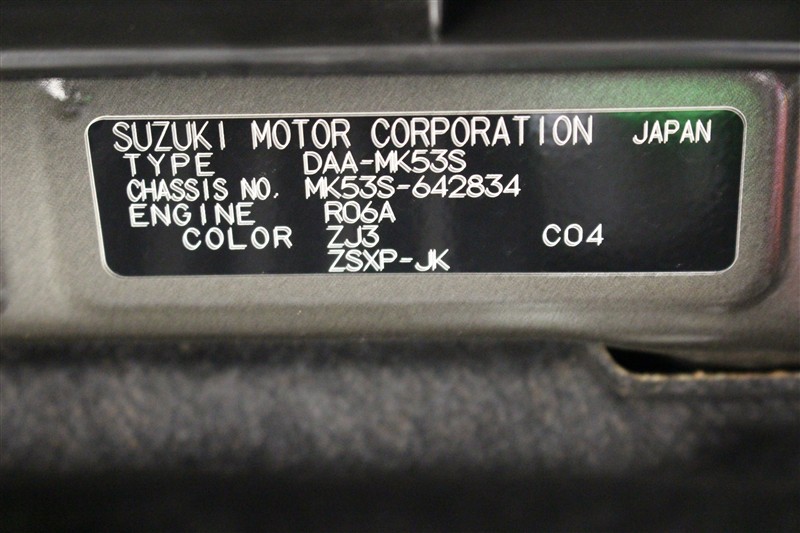 SUZUKI MOTOR CORPORATION JAPAN
TYPE DAA-MK53S
CHASSIS NO. MK53S-642834
ENGINE R06A
COLOR ZJ3 C04
ZSXP-JK